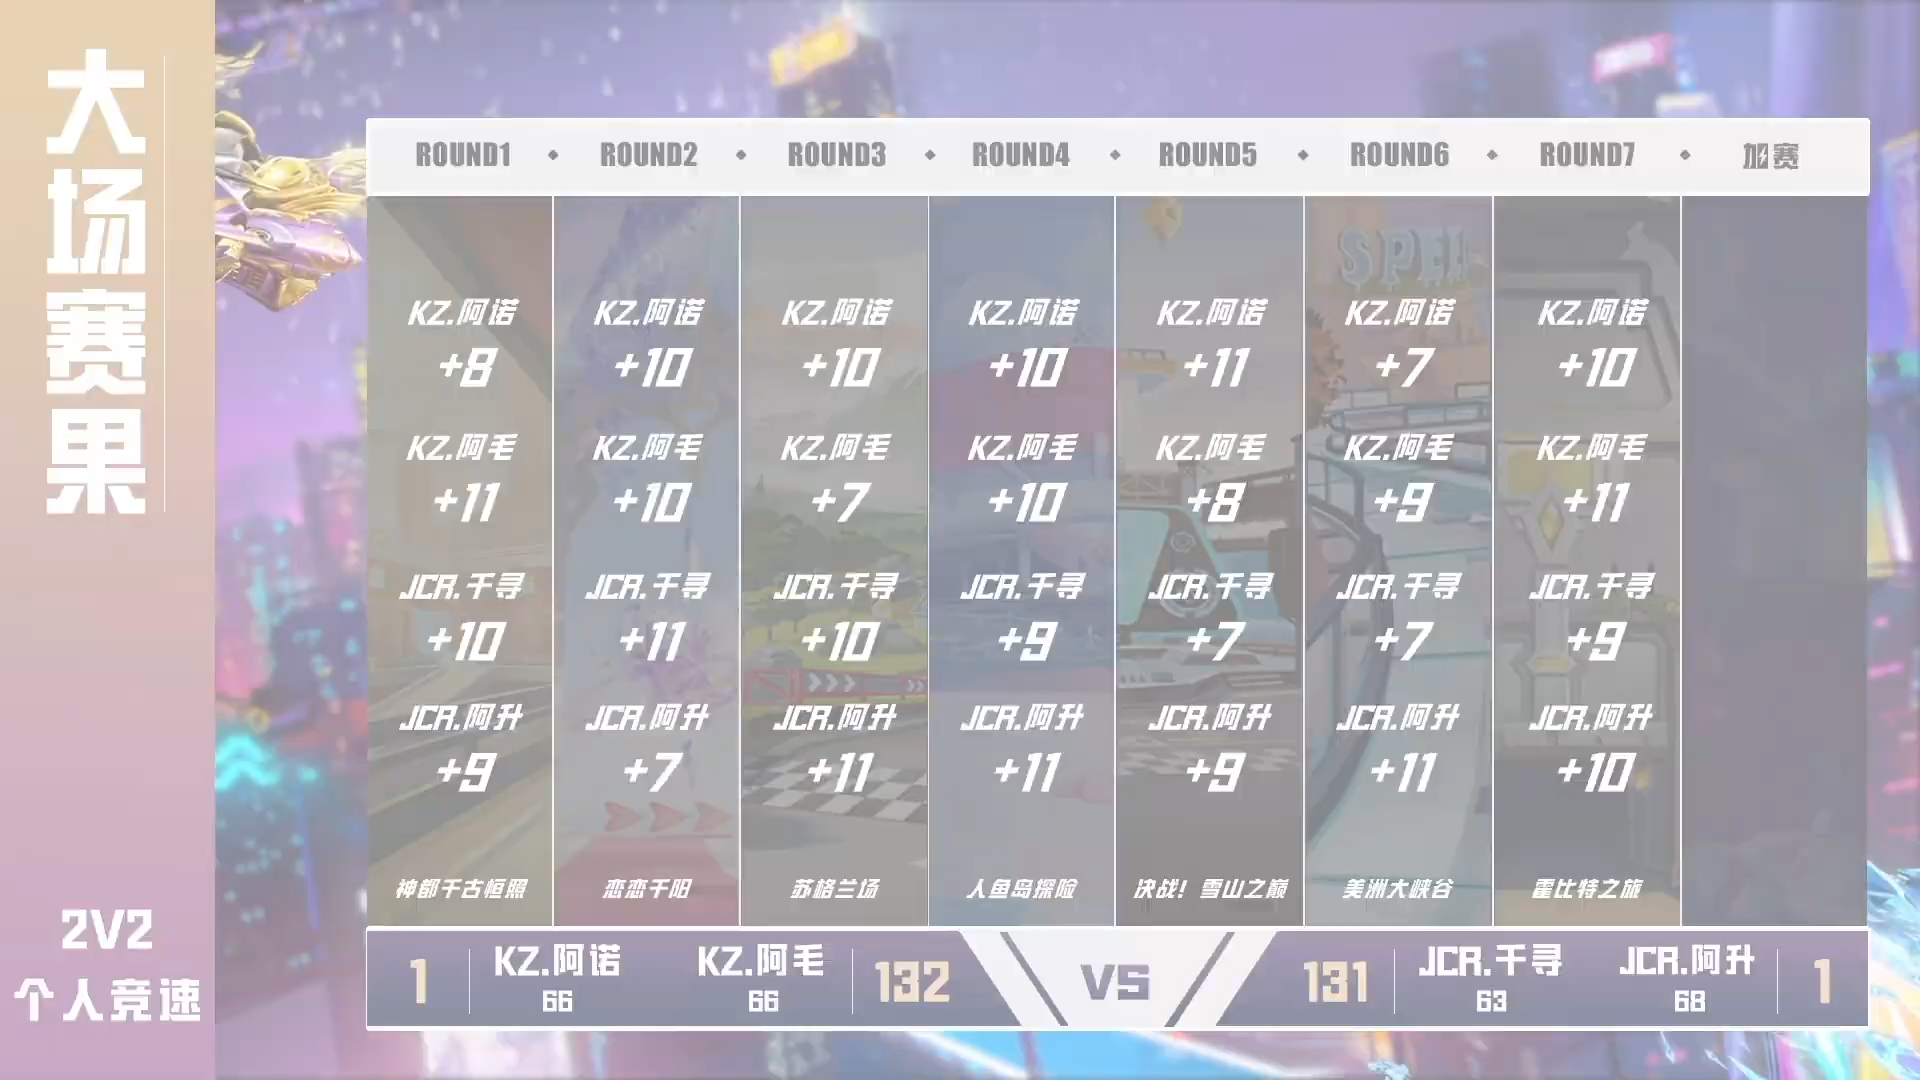 大场赛果
2V2
个人竞速
ROUND1 ◆ ROUND2 ◆ ROUND3 ◆ ROUND4 ◆ ROUND5 ◆ ROUND6 ◆ ROUND7 ◆ 加赛
KZ.阿诺 KZ.阿诺 KZ.阿诺 KZ.阿诺 KZ.阿诺 KZ.阿诺 KZ.阿诺
+8 +10 +10 +10 +11 +7 +10
KZ.阿毛 KZ.阿毛 KZ.阿毛 KZ.阿毛 KZ.阿毛 KZ.阿毛 KZ.阿毛
+11 +10 +7 +10 +8 +9 +11
JCR.千寻 JCR.千寻 JCR.千寻 JCR.千寻 JCR.千寻 JCR.千寻 JCR.千寻
+10 +11 +10 +9 +7 +7 +9
JCR.阿升 JCR.阿升 JCR.阿升 JCR.阿升 JCR.阿升 JCR.阿升 JCR.阿升
+9 +7 +11 +11 +9 +11 +10
神都千古恒照 恋恋千阳 苏格兰场 人鱼岛探险 决战！雪山之巅 美洲大峡谷 霍比特之旅
1 KZ.阿诺 KZ.阿毛 132 VS 131 JCR.千寻 JCR.阿升 1
66 66 63 68